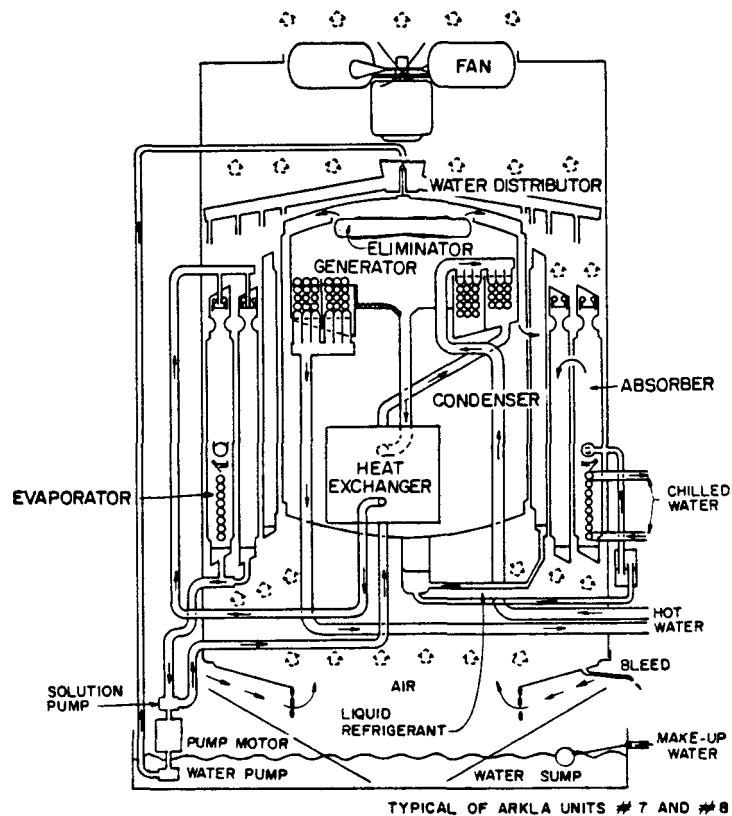 FAN
WATER DISTRIBUTOR
ELIMINATOR
GENERATOR
CONDENSER
ABSORBER
HEAT
EXCHANGER
EVAPORATOR
CHILLED
WATER
HOT
WATER
BLEED
AIR
SOLUTION
PUMP
LIQUID
REFRIGERANT
PUMP MOTOR
MAKE-UP
WATER
WATER PUMP
WATER SUMP
TYPICAL OF ARKLA UNITS #7 AND #8